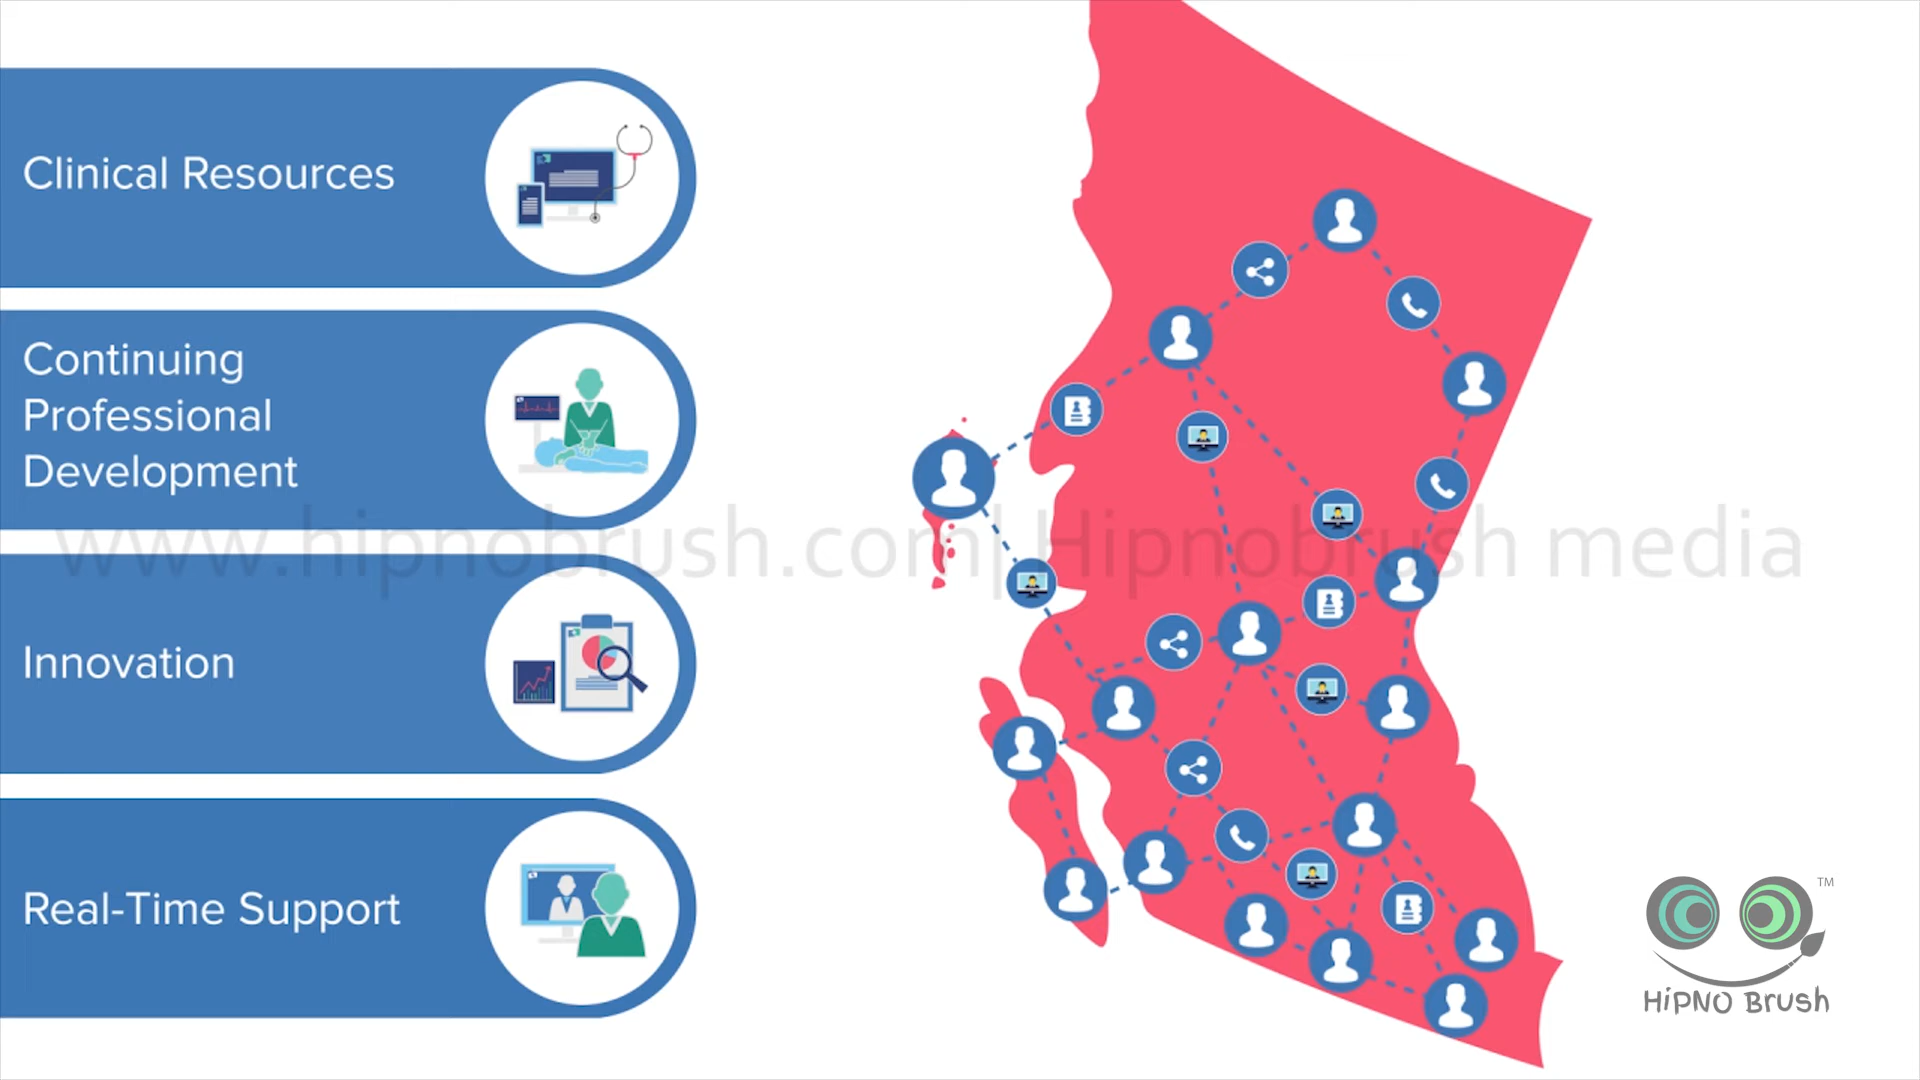 Clinical Resources
Continuing
Professional
Development
www.hipnobrush.com| Hipnobrush media
Innovation
Real-Time Support
TM
HiPNO Brush